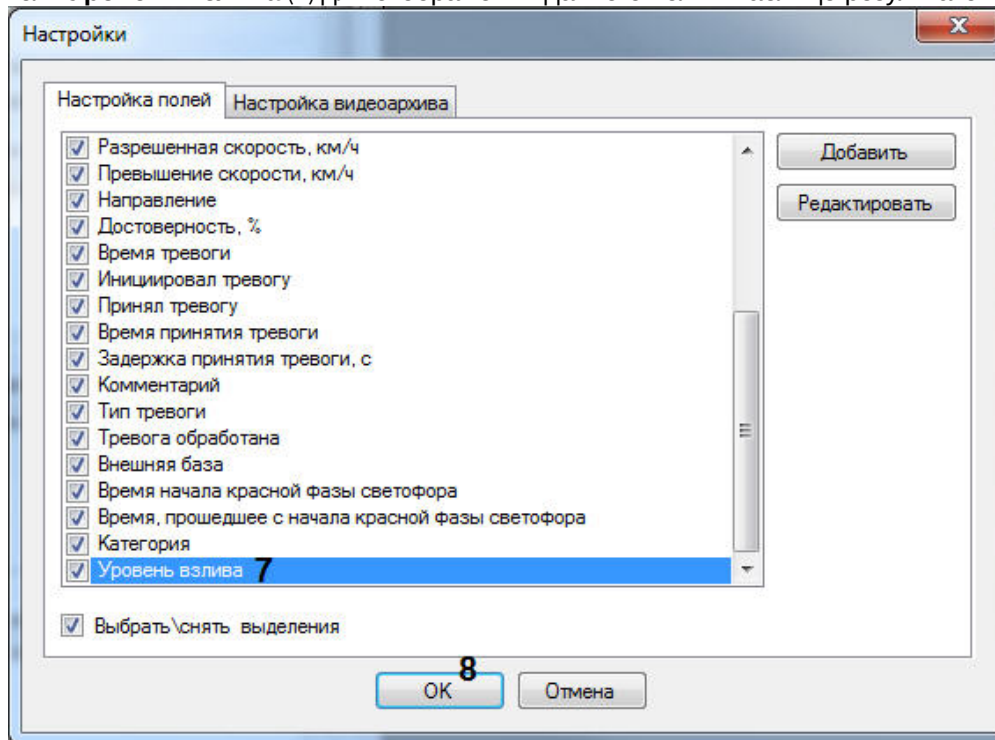 Настройки
x
Настройка полей Настройка видеоархива
Разрешенная скорость, км/ч
Превышение скорости, км/ч
Направление
Достоверность, %
Время тревоги
Инициировал тревогу
Принял тревогу
Время принятия тревоги
Задержка принятия тревоги, с
Комментарий
Тип тревоги
Тревога обработана
Внешняя база
Время начала красной фазы светофора
Время, прошедшее с начала красной фазы светофора
Категория
Уровень взлива 7
Добавить
Редактировать
Выбрать\снять выделения
8
ОК Отмена